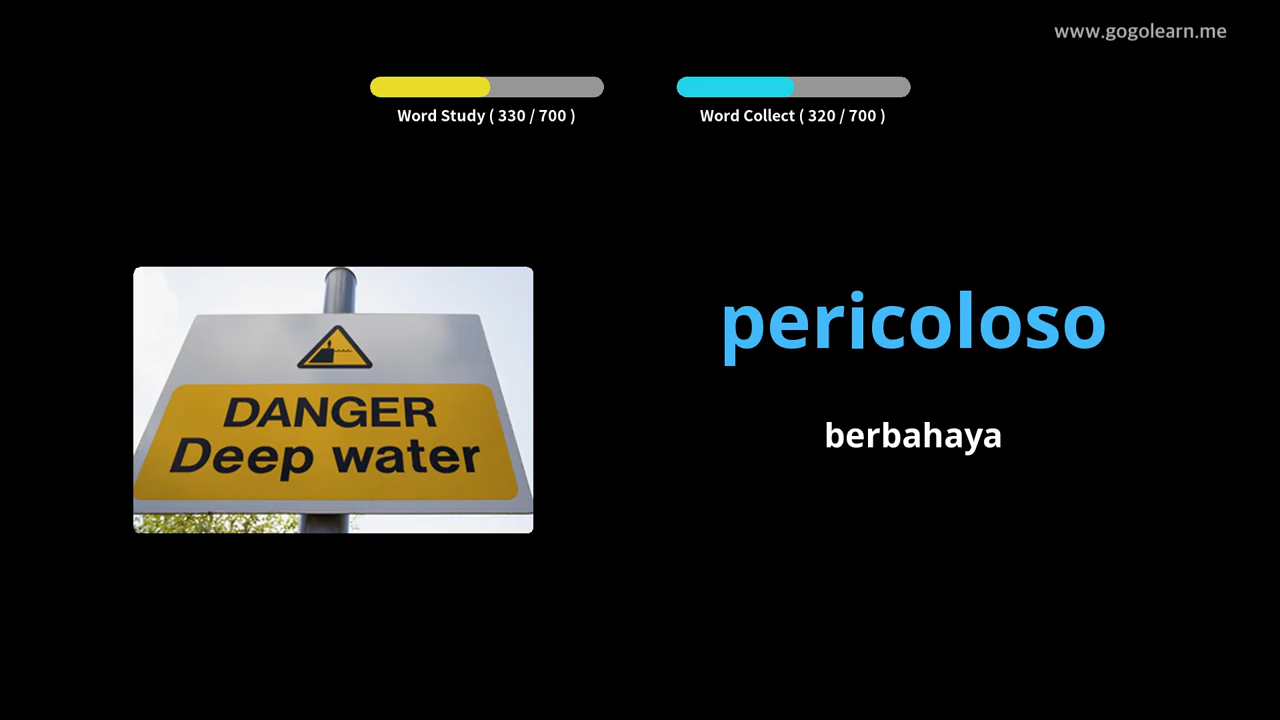 www.gogolearn.me
Word Study ( 330 / 700 )
Word Collect ( 320 / 700 )
DANGER
Deep water
pericoloso
berbahaya